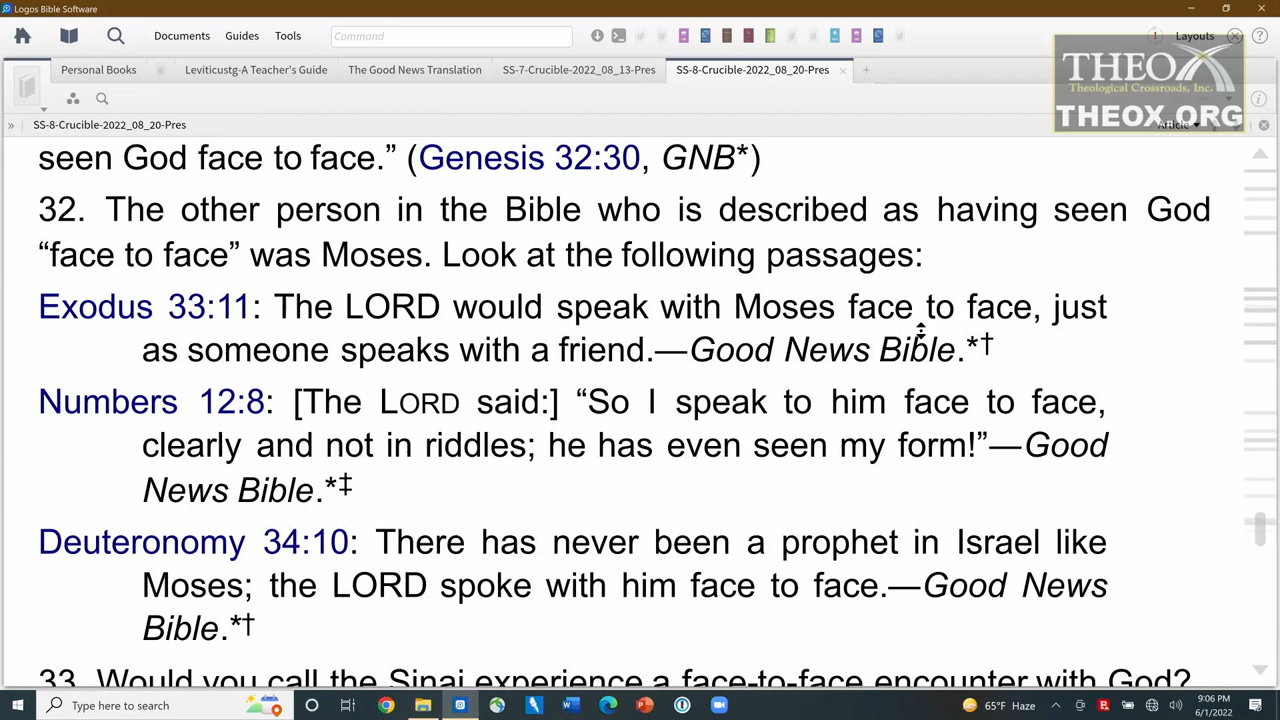 Logos Bible Software
Documents Guides Tools Command Layouts
THEOX
Theological Crossroads, Inc.
THEOX.ORG
Personal Books Leviticustg-A Teacher's Guide The Good News Translation SS-7-Crucible-2022_08_13-Pres SS-8-Crucible-2022_08_20-Pres
SS-8-Crucible-2022_08_20-Pres Article
seen God face to face.” (Genesis 32:30, GNB*)
32. The other person in the Bible who is described as having seen God
“face to face” was Moses. Look at the following passages:
Exodus 33:11: The LORD would speak with Moses face to face, just
as someone speaks with a friend.—Good News Bible.*†
Numbers 12:8: [The LORD said:] “So I speak to him face to face,
clearly and not in riddles; he has even seen my form!”—Good
News Bible.*‡
Deuteronomy 34:10: There has never been a prophet in Israel like
Moses; the LORD spoke with him face to face.—Good News
Bible.*†
33. Would you call the Sinai experience a face-to-face encounter with God?
Type here to search
65°F Haze
9:06 PM
6/1/2022